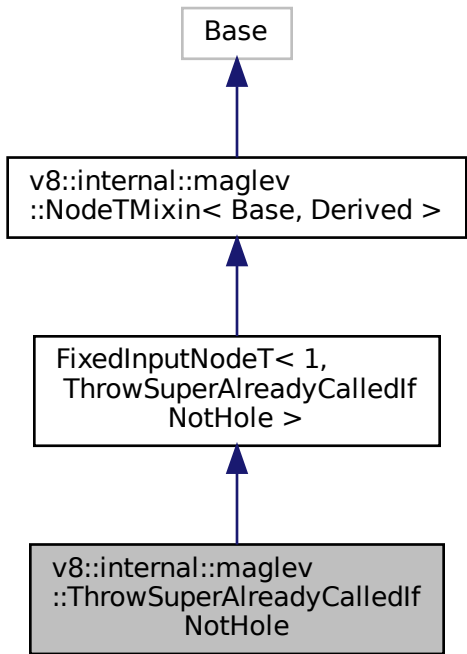 Base
v8::internal::maglev
::NodeTMixin< Base, Derived >
FixedInputNodeT< 1,
ThrowSuperAlreadyCalledIf
NotHole >
v8::internal::maglev
::ThrowSuperAlreadyCalledIf
NotHole